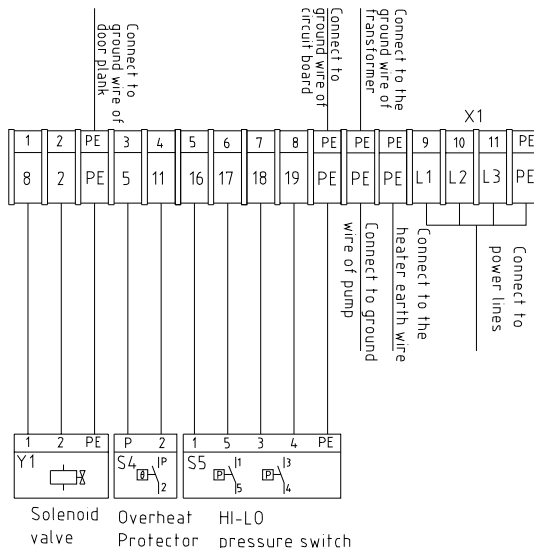 Connect to
ground wire of
door plank
Connect to
ground wire of
circuit board
Connect to the
ground wire of
transformer
X1
1 2 PE 3 4 5 6 7 8 PE PE PE 9 10 11 PE
8 2 PE 5 11 16 17 18 19 PE PE PE L1 L2 L3 PE
Connect to ground
wire of pump
Connect to the
heater earth wire
Connect to
power lines
1 2 PE P 2 1 5 3 4 PE
Y1 S4 θ P 2 S5 P 1 5 P 3 4
Solenoid
valve
Overheat
Protector
HI-LO
pressure switch